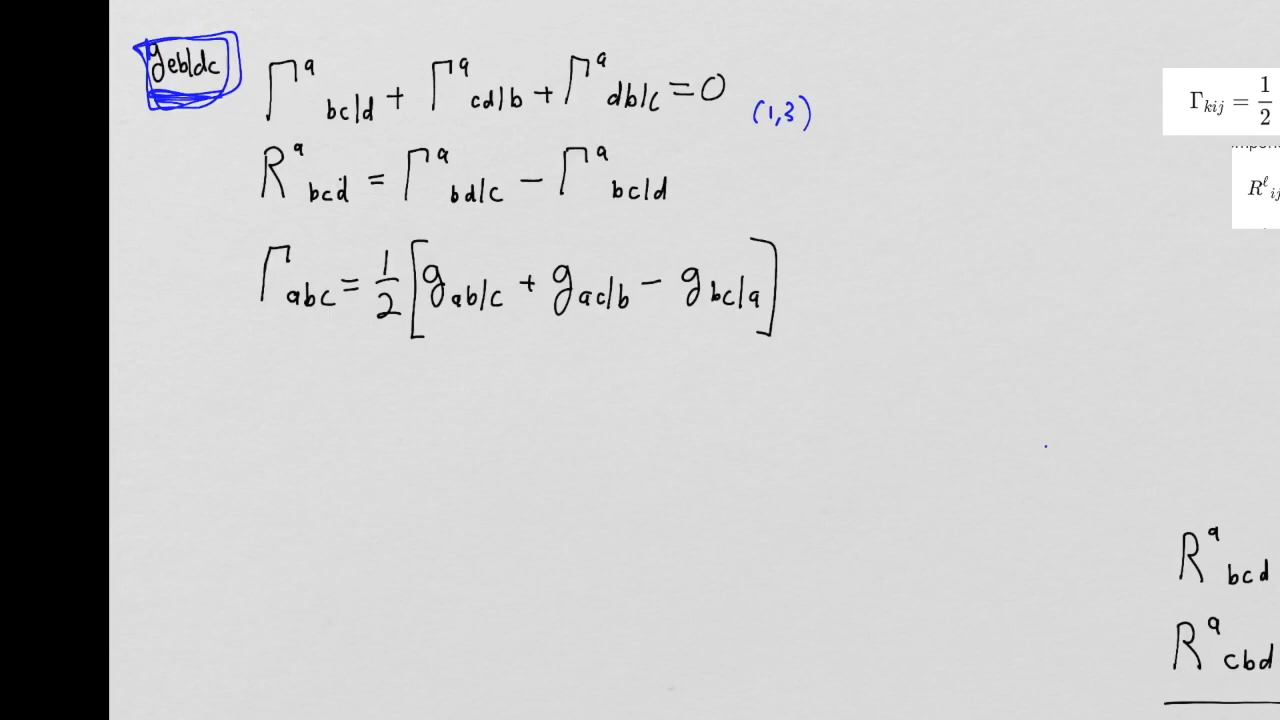 g_{eb|dc}
Γ^a_{bc|d} + Γ^a_{cd|b} + Γ^a_{db|c} = 0
(1,3)
R^a_{bcd} = Γ^a_{bd|c} − Γ^a_{bc|d}
Γ_{abc} = 1/2 [g_{ab|c} + g_{ac|b} − g_{bc|a}]
Γ_{kij} = 1/2
R^ℓ_{ij
R^a_{bcd}
R^a_{cbd}